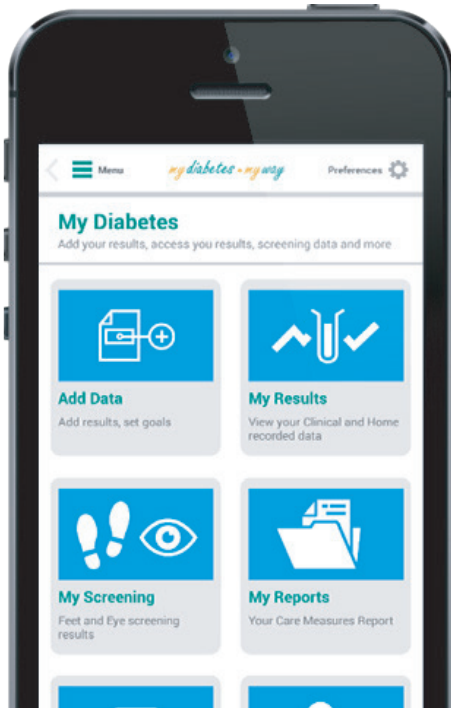 Menu my diabetes • my way Preferences
My Diabetes
Add your results, access you results, screening data and more
Add Data
Add results, set goals
My Results
View your Clinical and Home
recorded data
My Screening
Feet and Eye screening
results
My Reports
Your Care Measures Report